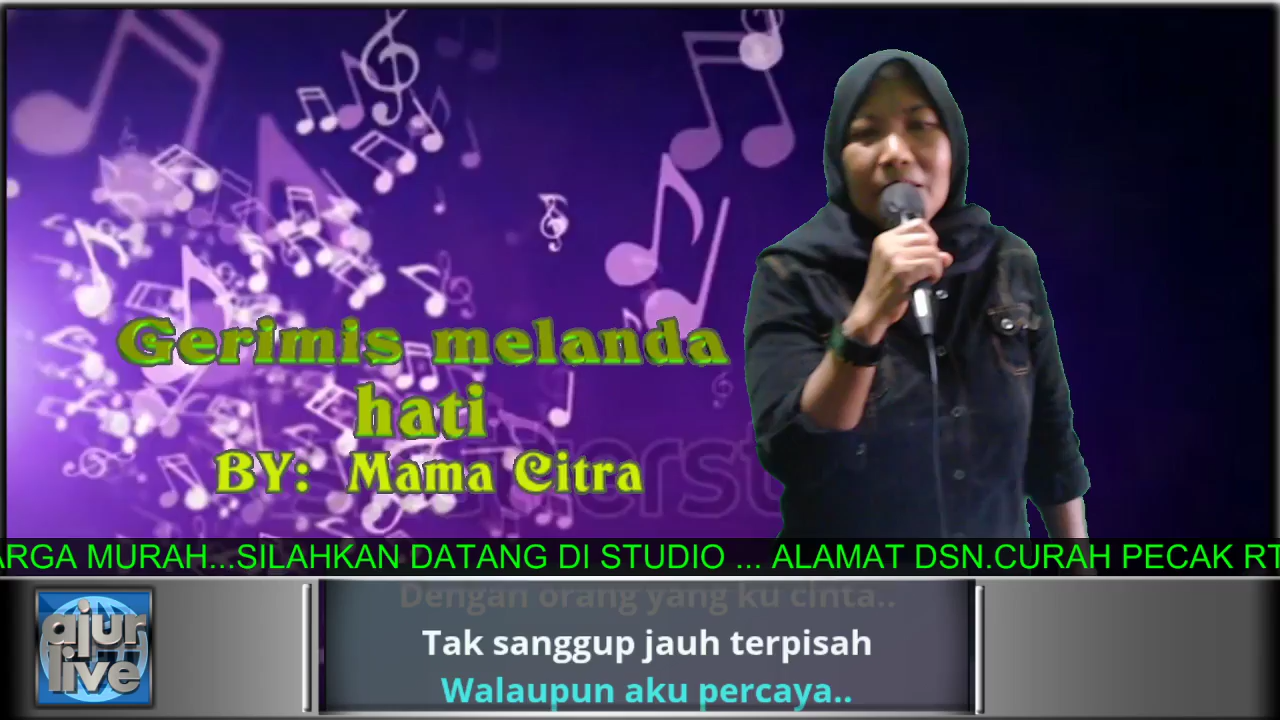 Gerimis melanda
hati
BY: Mama Citra
ARGA MURAH...SILAHKAN DATANG DI STUDIO ... ALAMAT DSN.CURAH PECAK RT
ajur
live
Dengan orang yang ku cinta..
Tak sanggup jauh terpisah
Walaupun aku percaya..